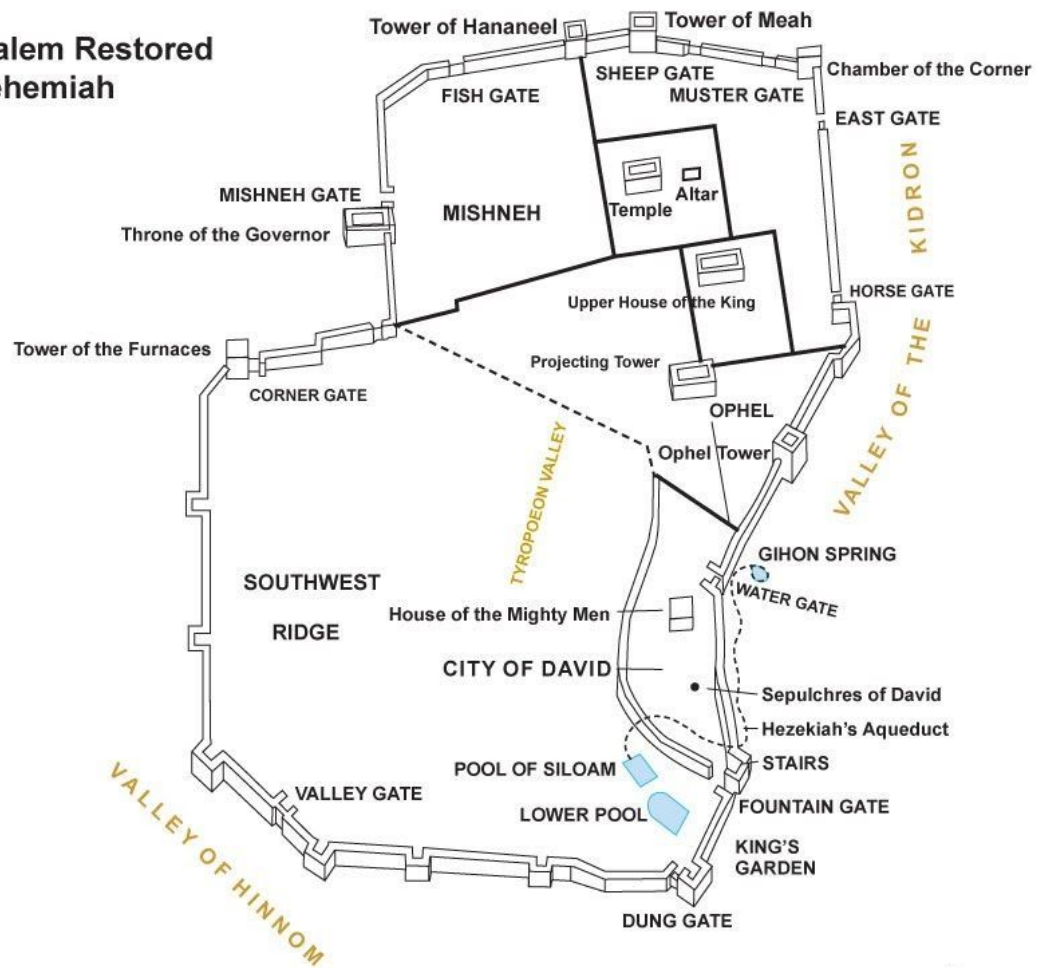 alem Restored
ehemiah
Tower of Hananeel
Tower of Meah
SHEEP GATE
Chamber of the Corner
FISH GATE
MUSTER GATE
EAST GATE
MISHNEH GATE
MISHNEH
Temple
Altar
Throne of the Governor
VALLEY OF THE KIDRON
Upper House of the King
HORSE GATE
Tower of the Furnaces
Projecting Tower
CORNER GATE
OPHEL
Ophel Tower
TYROPOEON VALLEY
GIHON SPRING
WATER GATE
SOUTHWEST
RIDGE
House of the Mighty Men
CITY OF DAVID
Sepulchres of David
Hezekiah's Aqueduct
POOL OF SILOAM
STAIRS
VALLEY GATE
LOWER POOL
FOUNTAIN GATE
KING'S
GARDEN
VALLEY OF HINNOM
DUNG GATE